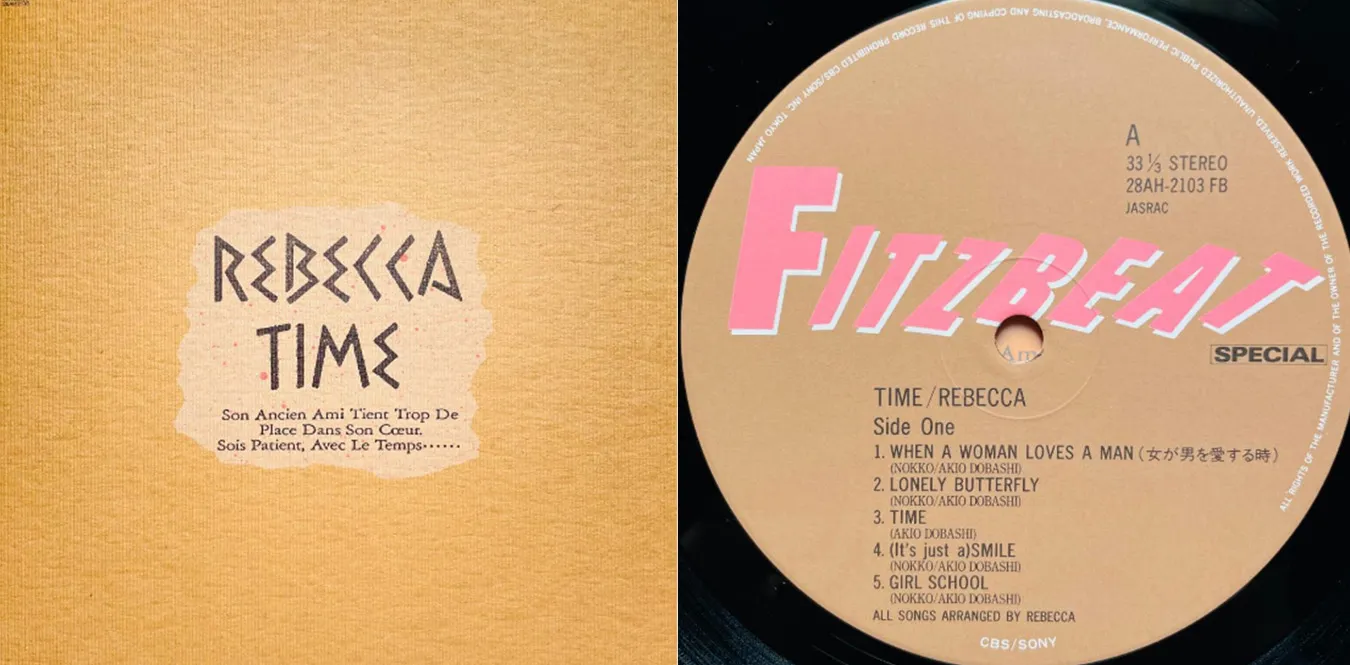 REBECCA
TIME
Son Ancien Ami Tient Trop De
Place Dans Son Cœur.
Sois Patient, Avec Le Temps······
ALL RIGHTS OF THE MANUFACTURER AND OF THE OWNER OF THE RECORDED WORK RESERVED. UNAUTHORIZED PUBLIC PERFORMANCE, BROADCASTING AND COPYING OF THIS RECORD PROHIBITED CBS/SONY INC. TOKYO JAPAN
A
33 1/3 STEREO
28AH-2103 FB
JASRAC
FITZBEAT
SPECIAL
TIME/REBECCA
Side One
1. WHEN A WOMAN LOVES A MAN (女が男を愛する時)
(NOKKO/AKIO DOBASHI)
2. LONELY BUTTERFLY
(NOKKO/AKIO DOBASHI)
3. TIME
(AKIO DOBASHI)
4. (It's just a)SMILE
(NOKKO/AKIO DOBASHI)
5. GIRL SCHOOL
(NOKKO/AKIO DOBASHI)
ALL SONGS ARRANGED BY REBECCA
CBS/SONY